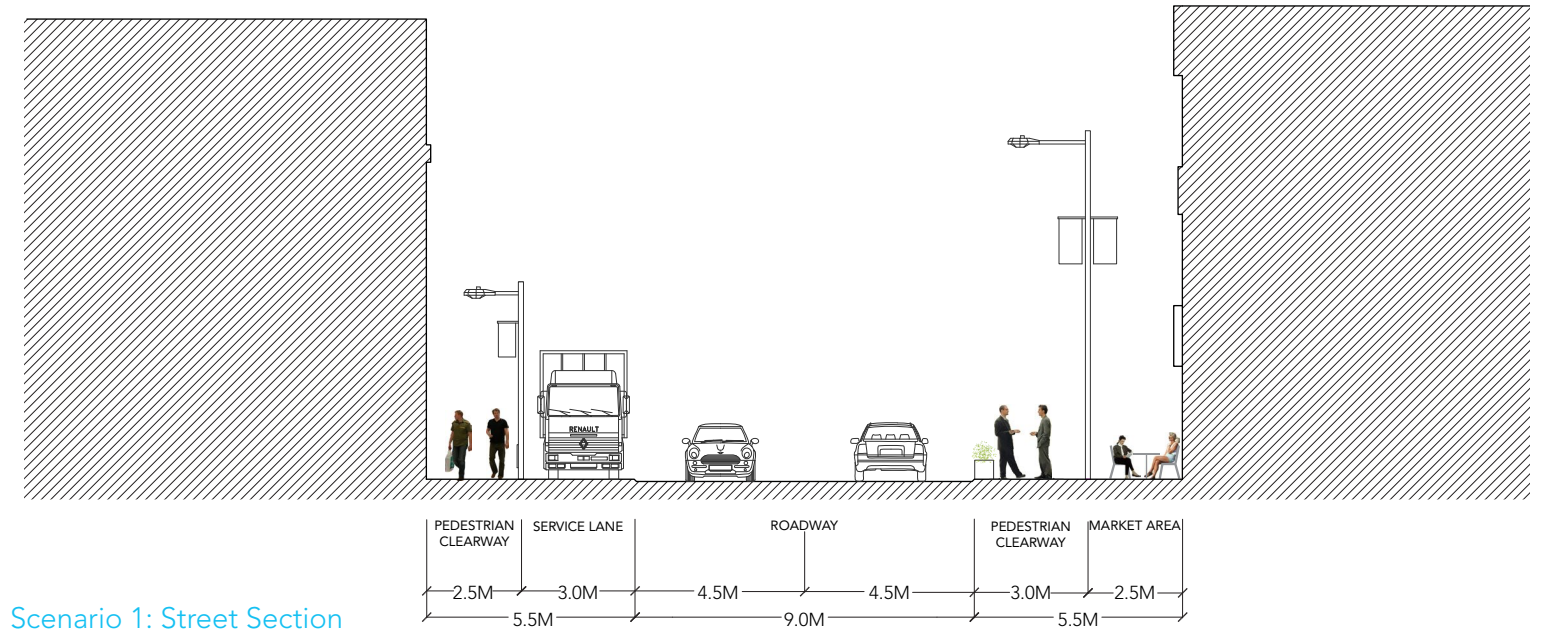 RENAULT
PEDESTRIAN CLEARWAY
SERVICE LANE
ROADWAY
PEDESTRIAN CLEARWAY
MARKET AREA
2.5M
3.0M
4.5M
4.5M
3.0M
2.5M
5.5M
9.0M
5.5M
Scenario 1: Street Section